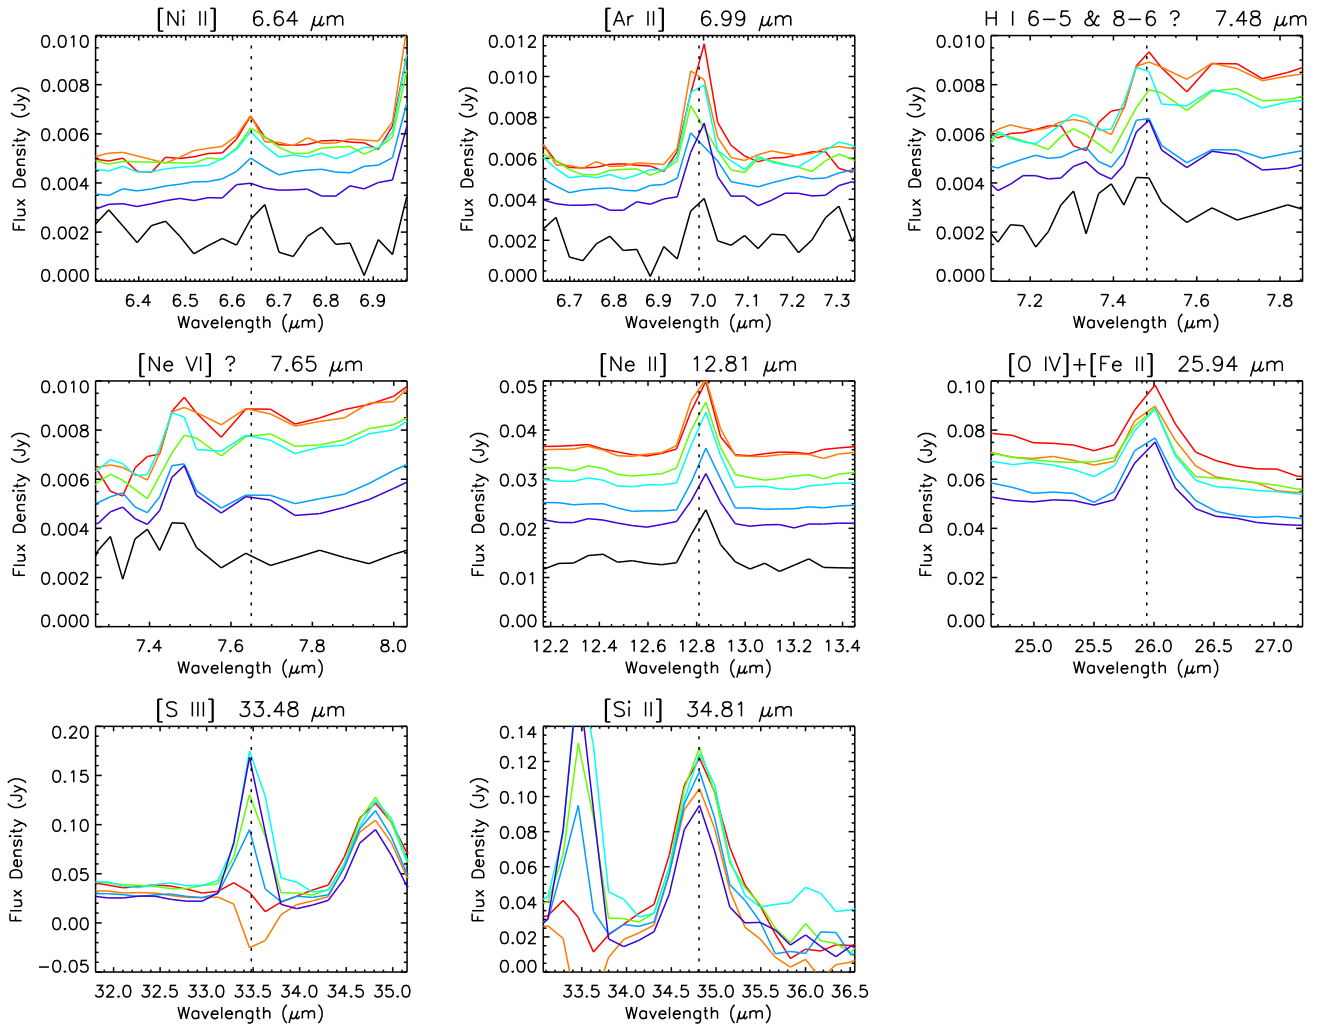 [Ni II] 6.64 μm
Flux Density (Jy)
0.010
0.008
0.006
0.004
0.002
0.000
6.4 6.5 6.6 6.7 6.8 6.9
Wavelength (μm)
[Ar II] 6.99 μm
Flux Density (Jy)
0.012
0.010
0.008
0.006
0.004
0.002
0.000
6.7 6.8 6.9 7.0 7.1 7.2 7.3
Wavelength (μm)
H I 6-5 & 8-6 ? 7.48 μm
Flux Density (Jy)
0.010
0.008
0.006
0.004
0.002
0.000
7.2 7.4 7.6 7.8
Wavelength (μm)
[Ne VI] ? 7.65 μm
Flux Density (Jy)
0.010
0.008
0.006
0.004
0.002
0.000
7.4 7.6 7.8 8.0
Wavelength (μm)
[Ne II] 12.81 μm
Flux Density (Jy)
0.05
0.04
0.03
0.02
0.01
0.00
12.2 12.4 12.6 12.8 13.0 13.2 13.4
Wavelength (μm)
[O IV]+[Fe II] 25.94 μm
Flux Density (Jy)
0.10
0.08
0.06
0.04
0.02
0.00
25.0 25.5 26.0 26.5 27.0
Wavelength (μm)
[S III] 33.48 μm
Flux Density (Jy)
0.20
0.15
0.10
0.05
0.00
-0.05
32.0 32.5 33.0 33.5 34.0 34.5 35.0
Wavelength (μm)
[Si II] 34.81 μm
Flux Density (Jy)
0.14
0.12
0.10
0.08
0.06
0.04
0.02
0.00
33.5 34.0 34.5 35.0 35.5 36.0 36.5
Wavelength (μm)